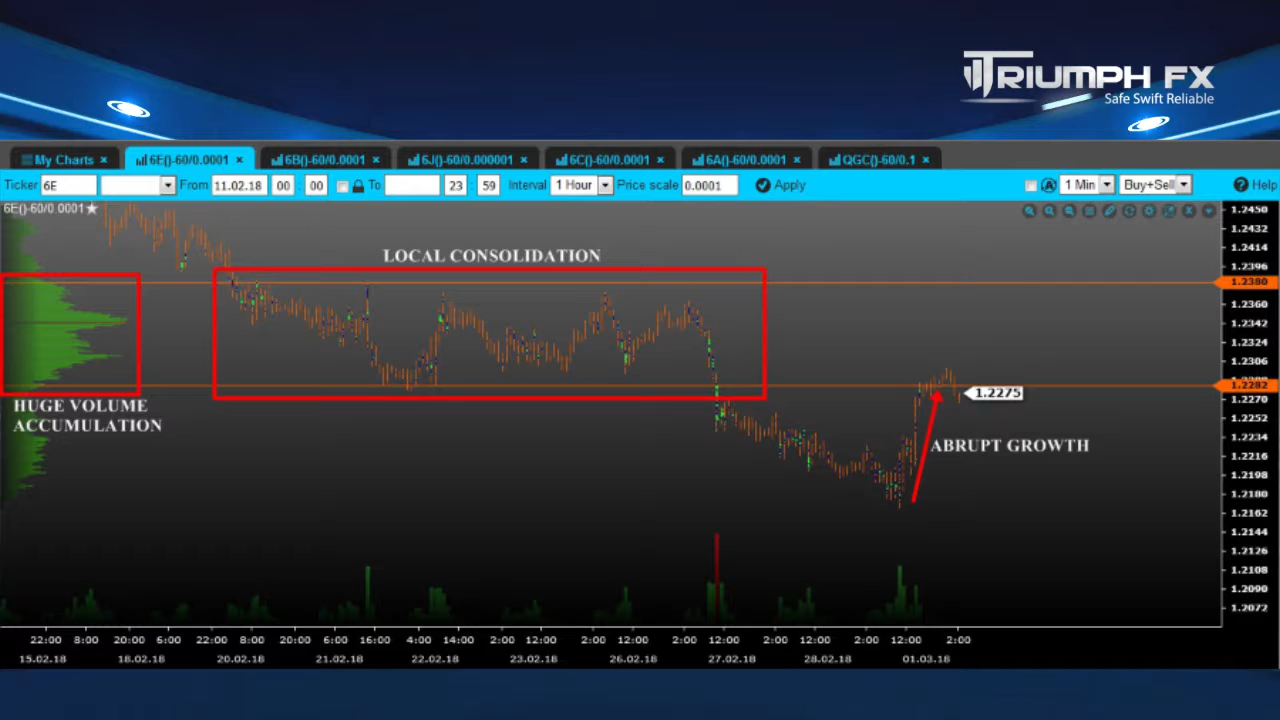 TRIUMPH FX
Safe Swift Reliable
My Charts × 6E()-60/0.0001 × 6B()-60/0.0001 × 6J()-60/0.000001 × 6C()-60/0.0001 × 6A()-60/0.0001 × QGC()-60/0.1 ×
Ticker 6E From 11.02.18 00 : 00 To 23 : 59 Interval 1 Hour Price scale 0.0001 Apply A 1 Min Buy+Sell ? Help
6E()-60/0.0001★
1.2450
1.2432
1.2414
LOCAL CONSOLIDATION
1.2396
1.2380
1.2360
1.2342
1.2324
1.2306
1.2282
1.2275
1.2270
HUGE VOLUME
ACCUMULATION
1.2252
1.2234
ABRUPT GROWTH
1.2216
1.2198
1.2180
1.2162
1.2144
1.2126
1.2108
1.2090
1.2072
22:00 8:00 20:00 6:00 22:00 8:00 20:00 6:00 16:00 4:00 14:00 2:00 12:00 2:00 12:00 2:00 12:00 2:00 12:00 2:00 12:00 2:00
15.02.18 18.02.18 20.02.18 21.02.18 22.02.18 23.02.18 26.02.18 27.02.18 28.02.18 01.03.18